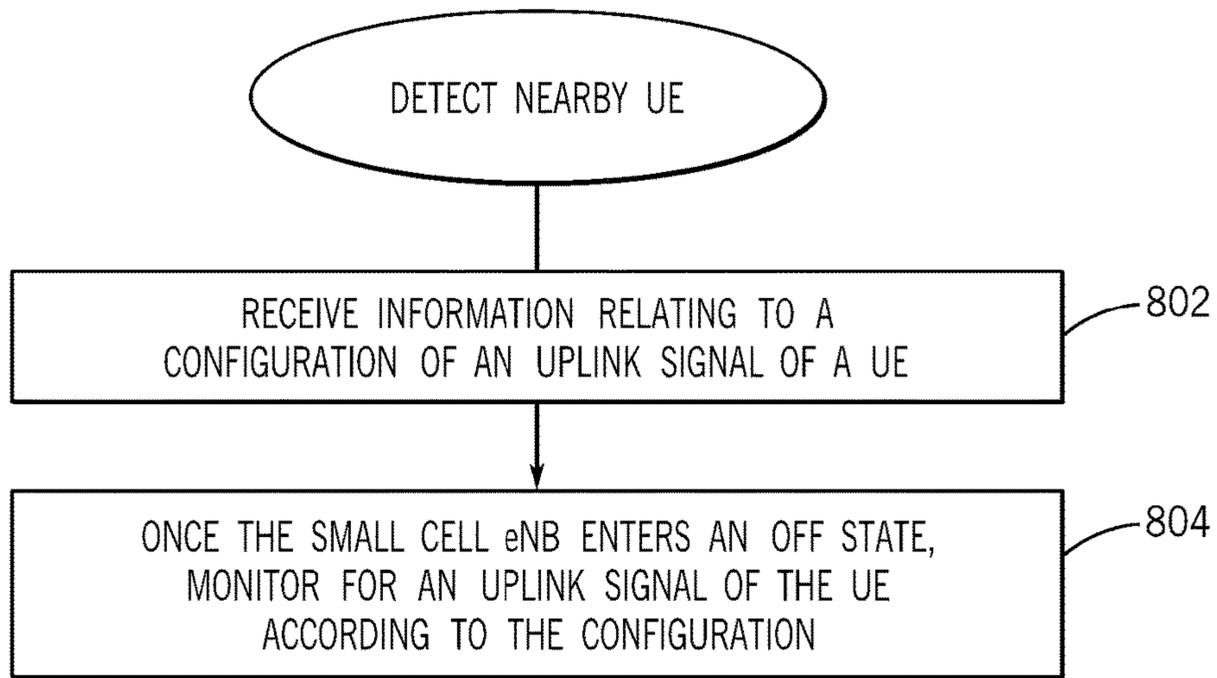 DETECT NEARBY UE
RECEIVE INFORMATION RELATING TO A
CONFIGURATION OF AN UPLINK SIGNAL OF A UE
802
ONCE THE SMALL CELL eNB ENTERS AN OFF STATE,
MONITOR FOR AN UPLINK SIGNAL OF THE UE
ACCORDING TO THE CONFIGURATION
804